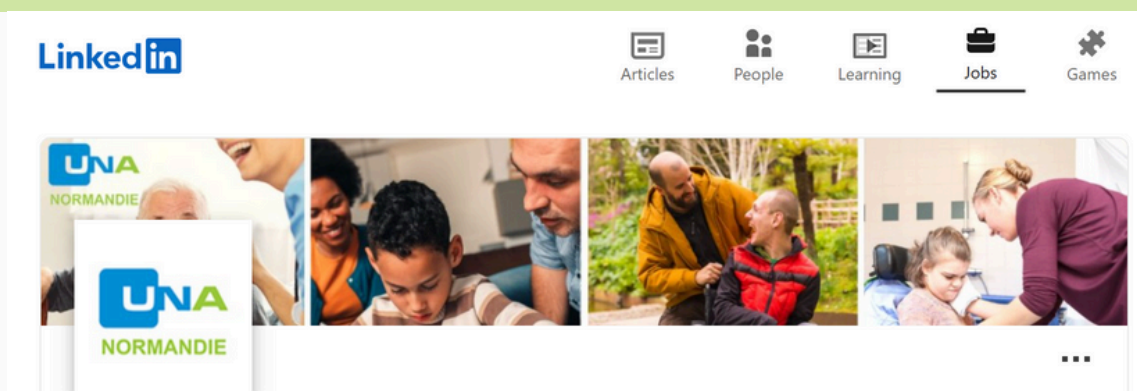 LinkedIn
Articles
People
Learning
Jobs
Games
UNA
NORMANDIE
UNA
NORMANDIE